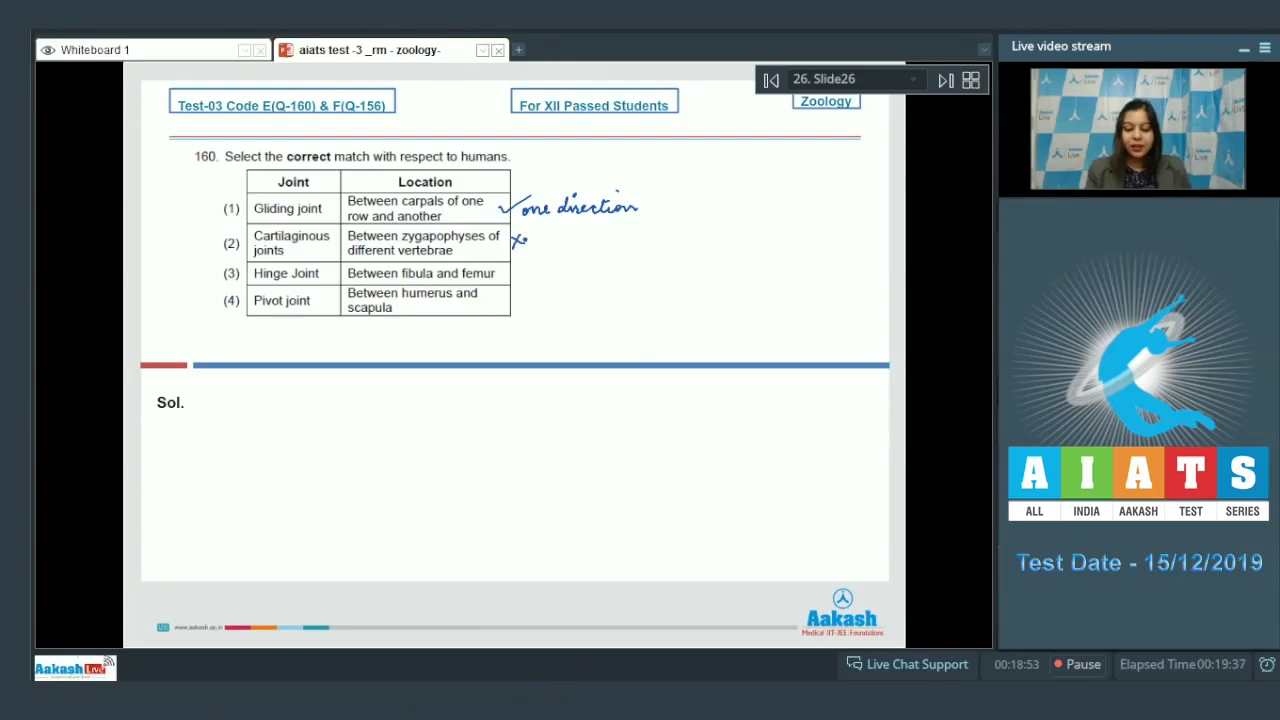 Whiteboard 1
aiats test -3 _rm - zoology-
Live video stream
26. Slide26
Test-03 Code E(Q-160) & F(Q-156)
For XII Passed Students
Zoology
160. Select the correct match with respect to humans.
Joint Location
(1) Gliding joint Between carpals of one row and another ✓ one direction
(2) Cartilaginous joints Between zygapophyses of different vertebrae ×
(3) Hinge Joint Between fibula and femur
(4) Pivot joint Between humerus and scapula
Sol.
A I A T S
ALL INDIA AAKASH TEST SERIES
Test Date - 15/12/2019
www.aakash.ac.in
Aakash
Medical|IIT-JEE|Foundations
Aakash Live
Live Chat Support
00:18:53
Pause
Elapsed Time 00:19:37